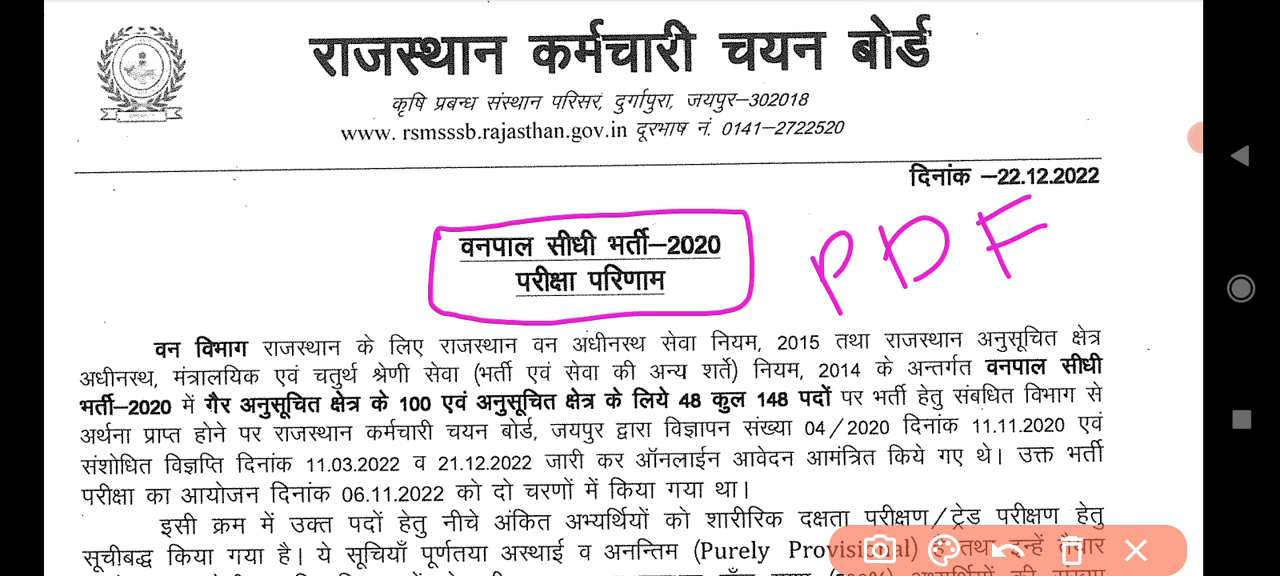 राजस्थान कर्मचारी चयन बोर्ड
कृषि प्रबन्ध संस्थान परिसर, दुर्गापुरा, जयपुर–302018
www. rsmsssb.rajasthan.gov.in दूरभाष नं. 0141–2722520
दिनांक –22.12.2022
वनपाल सीधी भर्ती–2020
परीक्षा परिणाम
PDF
वन विभाग राजस्थान के लिए राजस्थान वन अधीनस्थ सेवा नियम, 2015 तथा राजस्थान अनुसूचित क्षेत्र
अधीनस्थ, मंत्रालयिक एवं चतुर्थ श्रेणी सेवा (भर्ती एवं सेवा की अन्य शर्ते) नियम, 2014 के अन्तर्गत वनपाल सीधी
भर्ती–2020 में गैर अनुसूचित क्षेत्र के 100 एवं अनुसूचित क्षेत्र के लिये 48 कुल 148 पदों पर भर्ती हेतु संबधित विभाग से
अर्थना प्राप्त होने पर राजस्थान कर्मचारी चयन बोर्ड, जयपुर द्वारा विज्ञापन संख्या 04/2020 दिनांक 11.11.2020 एवं
संशोधित विज्ञप्ति दिनांक 11.03.2022 व 21.12.2022 जारी कर ऑनलाईन आवेदन आमंत्रित किये गए थे। उक्त भर्ती
परीक्षा का आयोजन दिनांक 06.11.2022 को दो चरणों में किया गया था।
इसी क्रम में उक्त पदों हेतु नीचे अंकित अभ्यर्थियों को शारीरिक दक्षता परीक्षण/ट्रेड परीक्षण हेतु
सूचीबद्ध किया गया है। ये सूचियाँ पूर्णतया अस्थाई व अनन्तिम (Purely Provisional) है तथा इन्हें तैयार